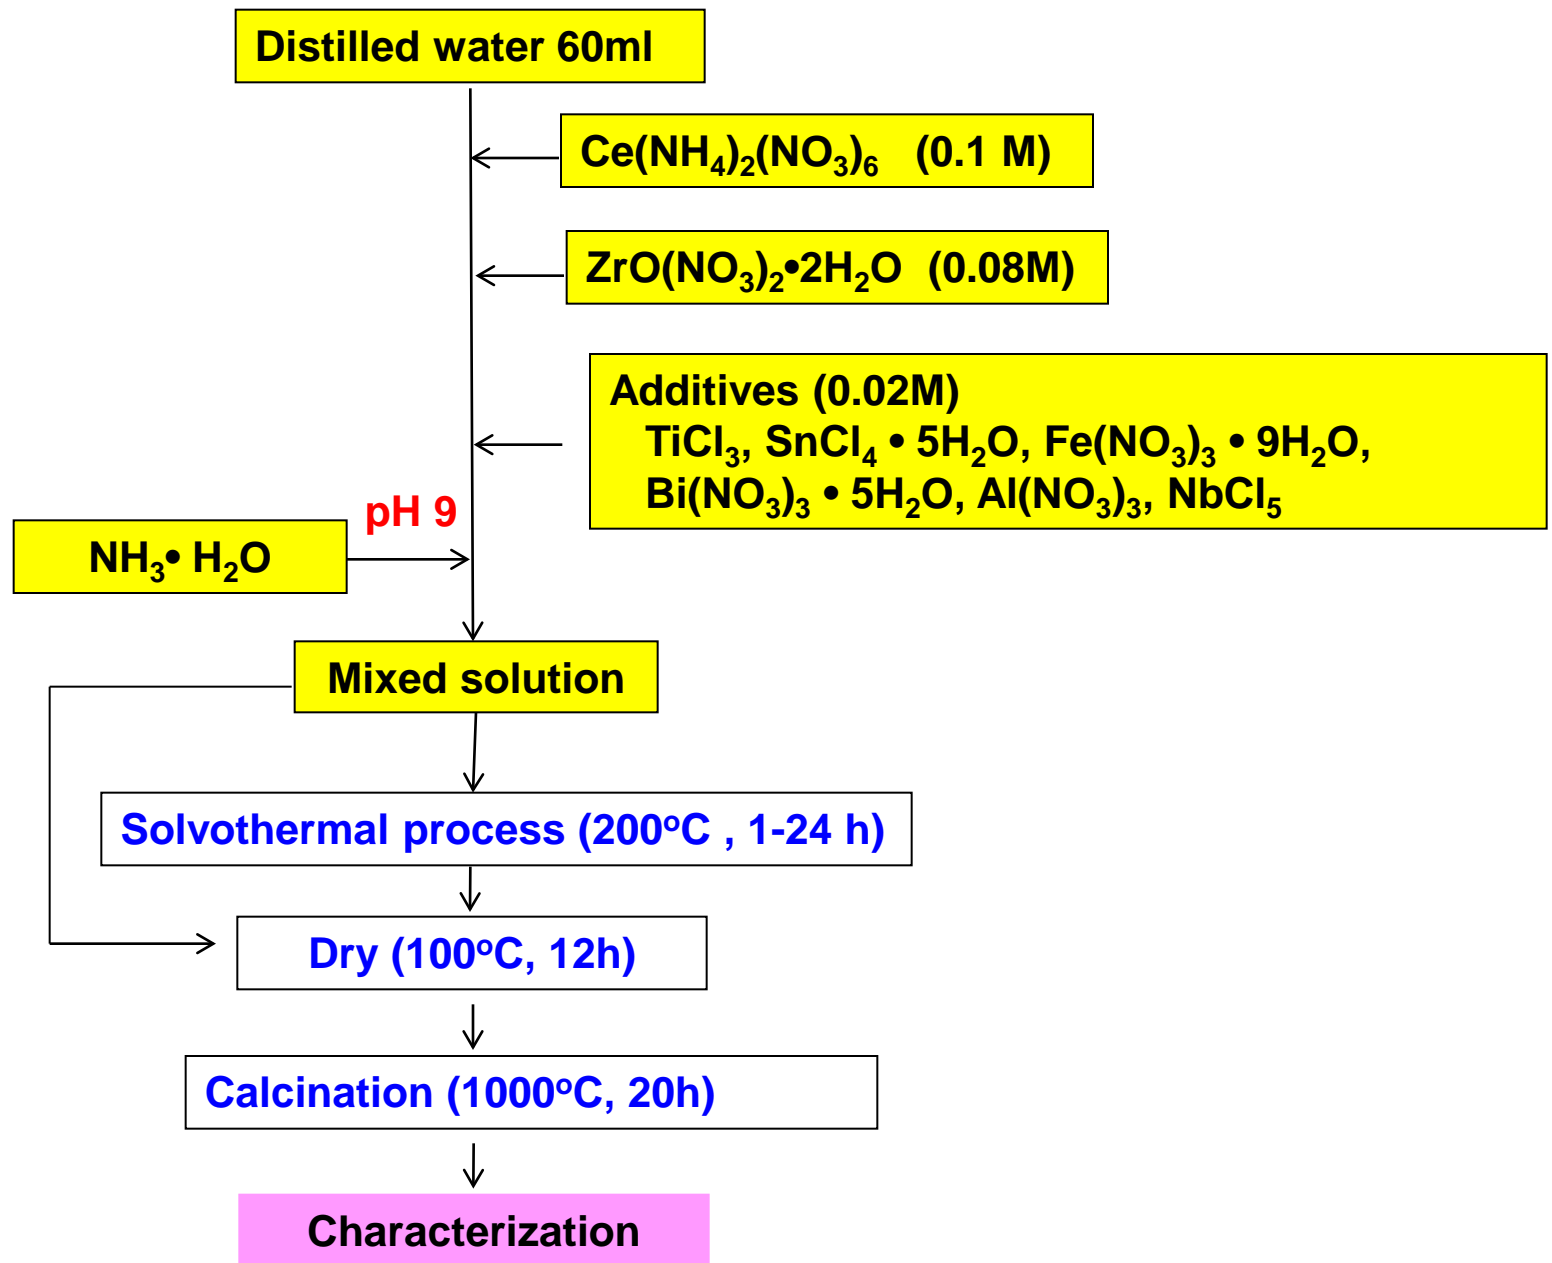 Distilled water 60ml
Ce(NH₄)₂(NO₃)₆ (0.1 M)
ZrO(NO₃)₂•2H₂O (0.08M)
Additives (0.02M)
TiCl₃, SnCl₄ • 5H₂O, Fe(NO₃)₃ • 9H₂O,
Bi(NO₃)₃ • 5H₂O, Al(NO₃)₃, NbCl₅
pH 9
NH₃• H₂O
Mixed solution
Solvothermal process (200ºC , 1-24 h)
Dry (100ºC, 12h)
Calcination (1000ºC, 20h)
Characterization